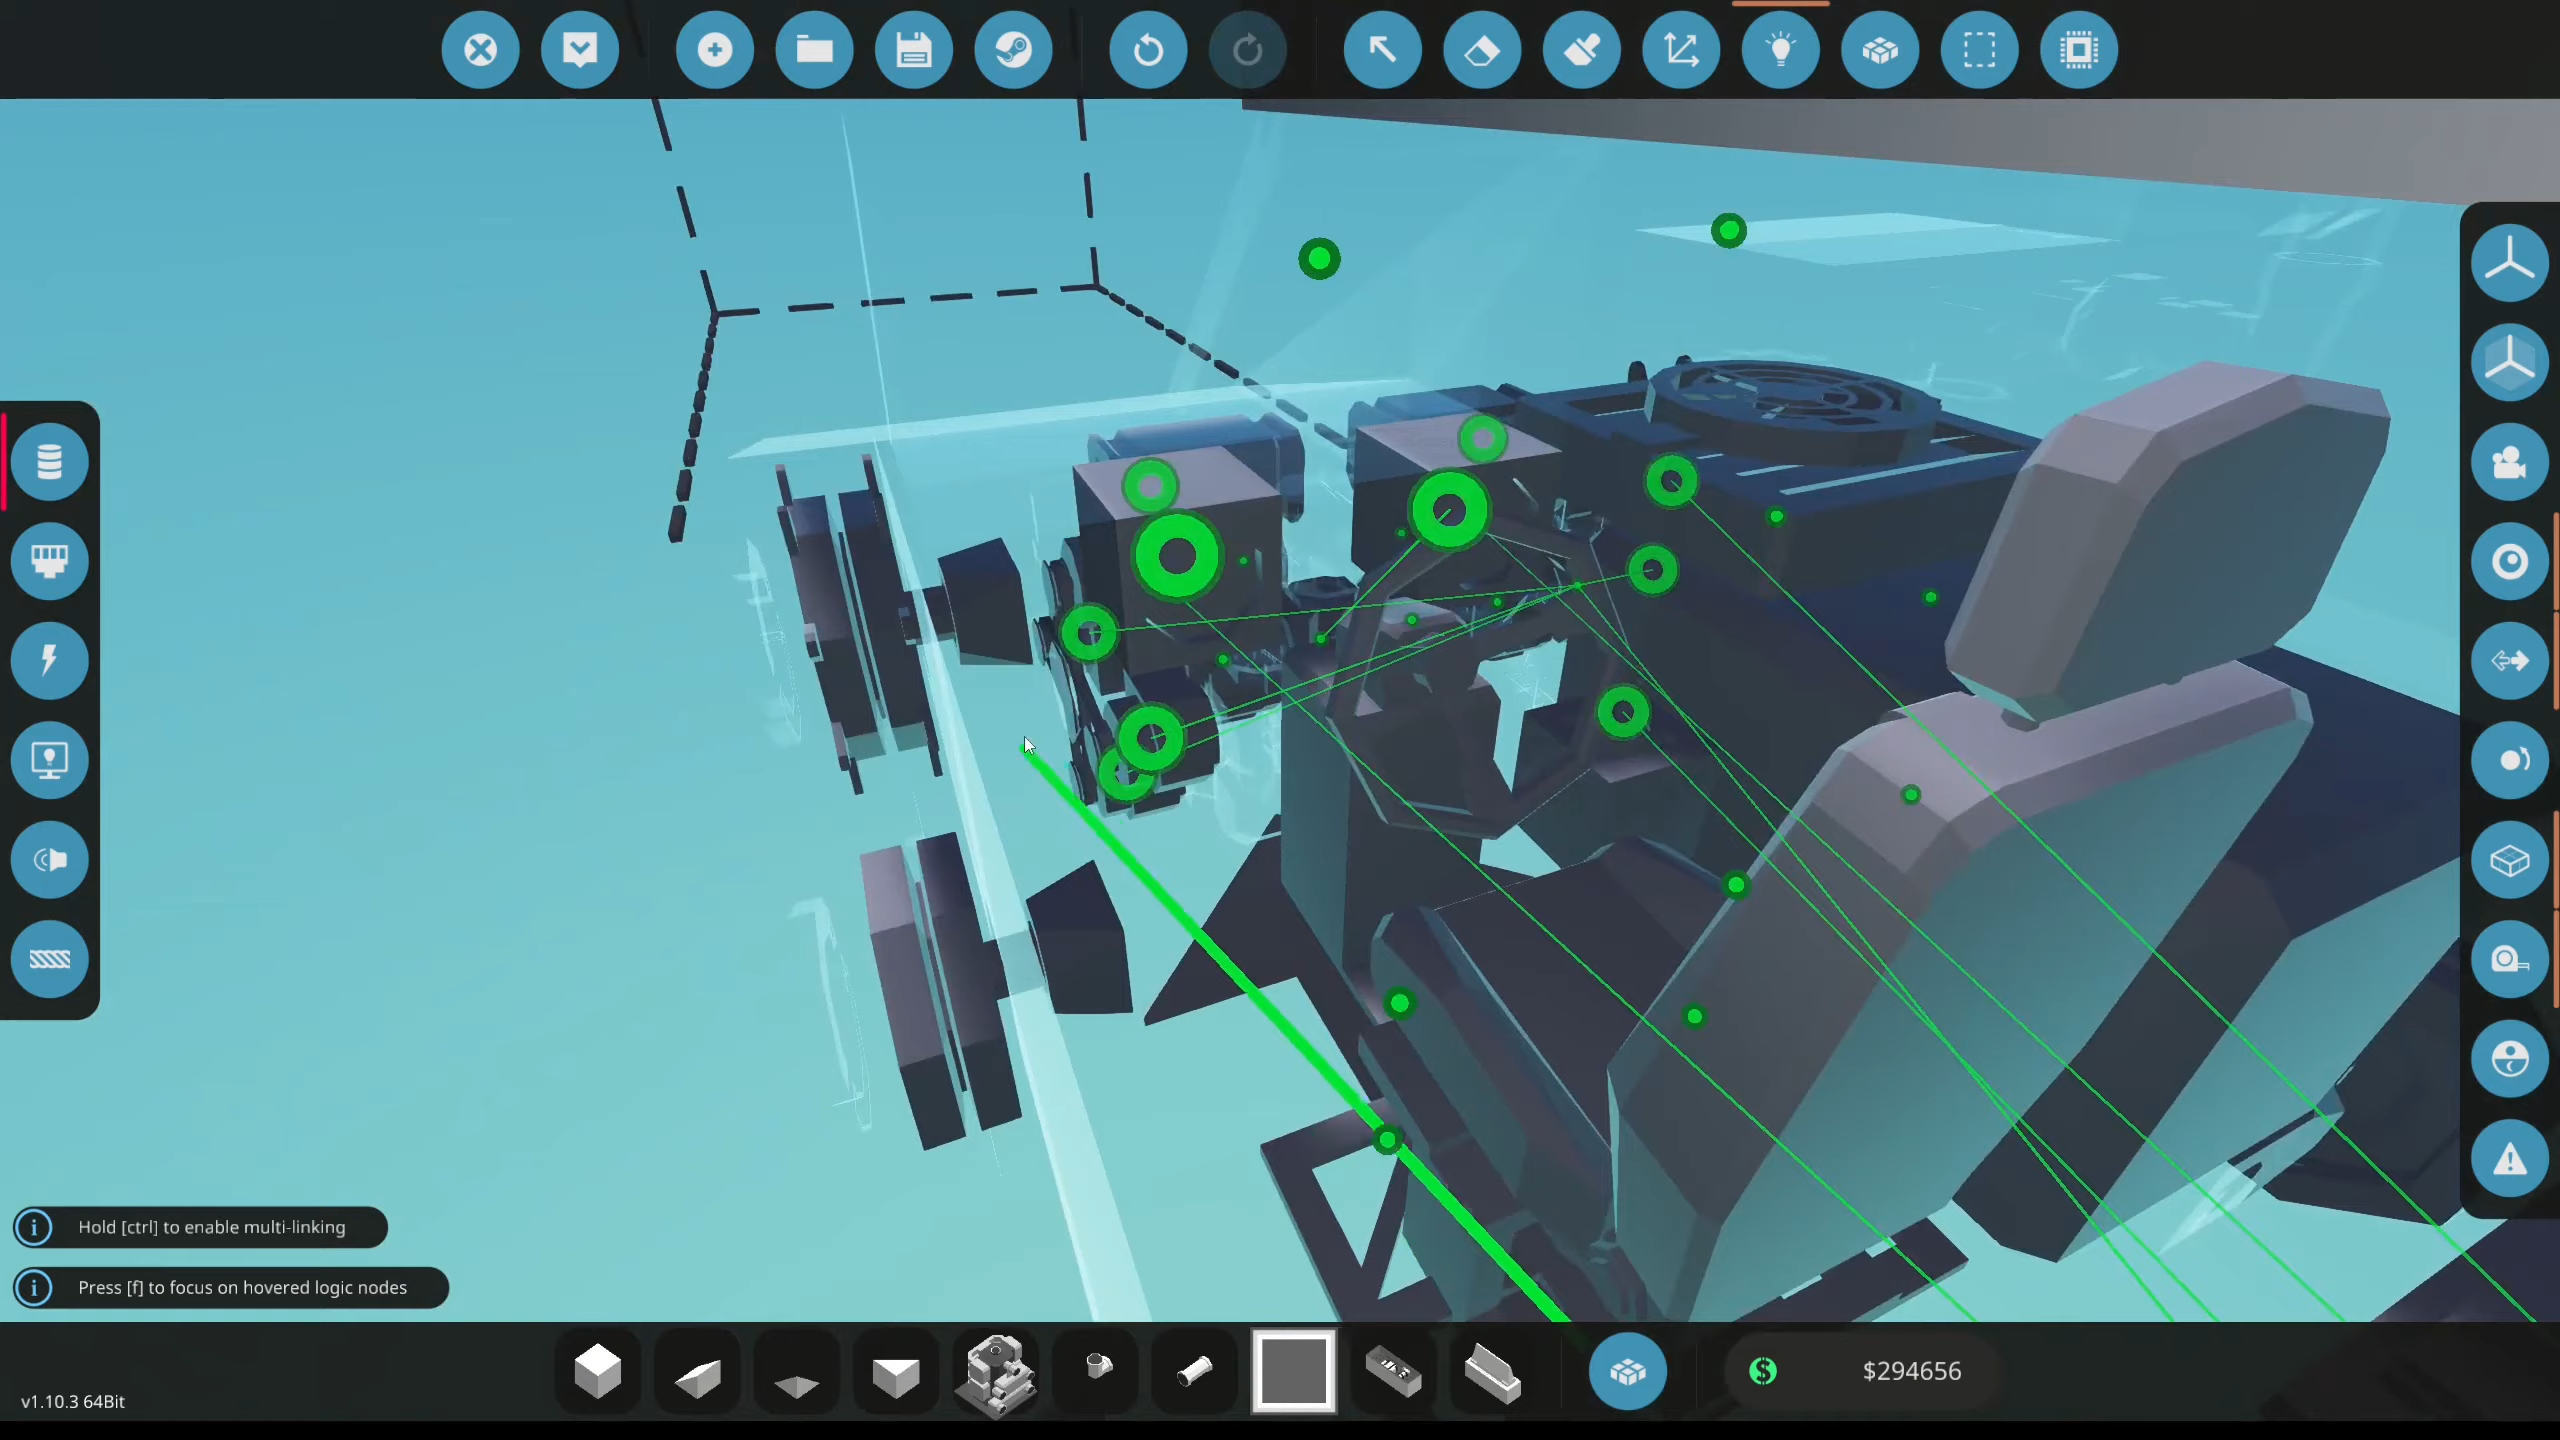 Hold [ctrl] to enable multi-linking
Press [f] to focus on hovered logic nodes
$294656
v1.10.3 64Bit